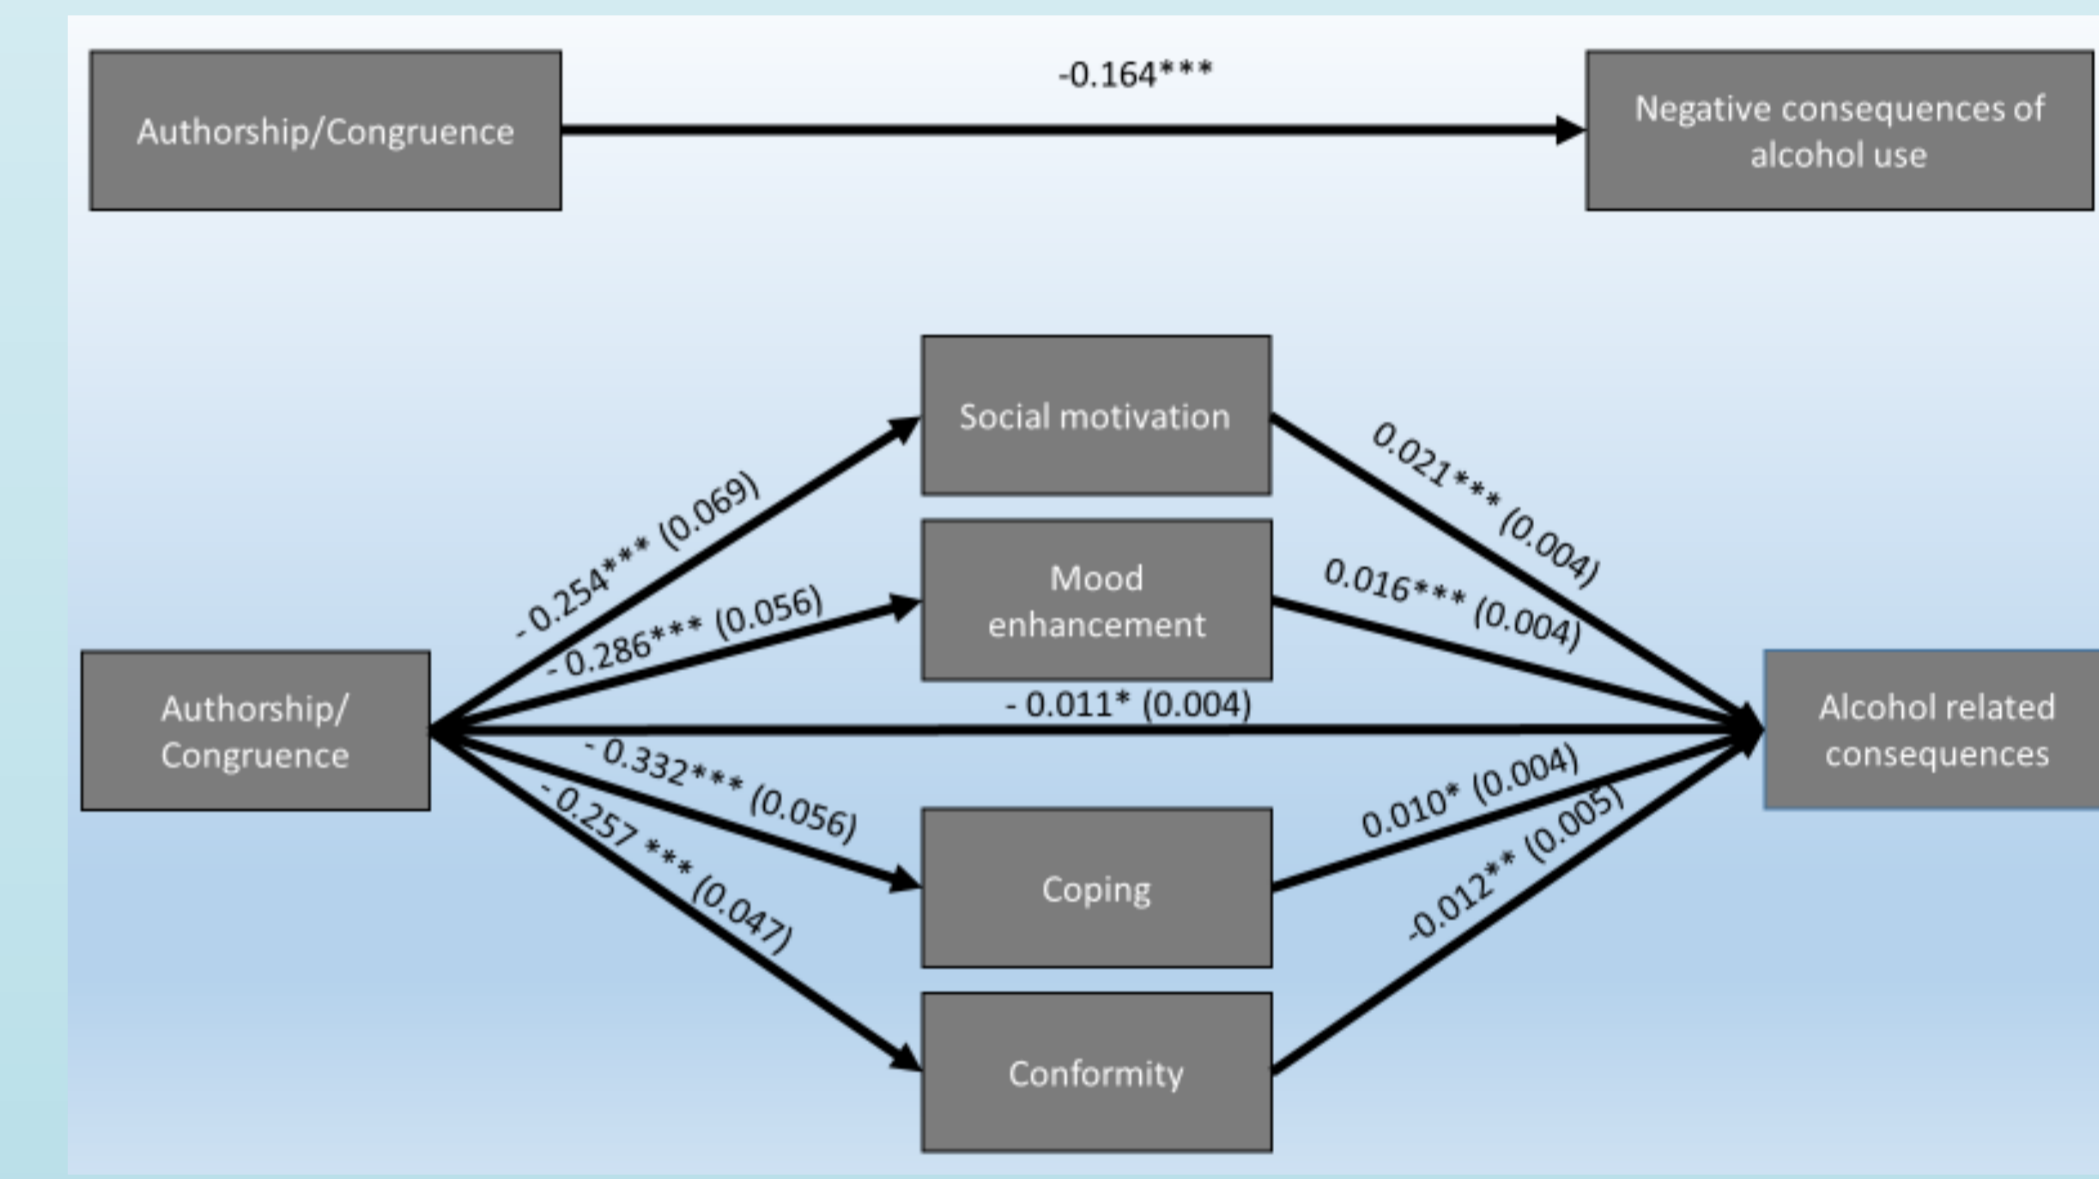 -0.164***
Authorship/Congruence
Negative consequences of
alcohol use
Social motivation
0.021*** (0.004)
- 0.254*** (0.069)
Mood
enhancement
0.016*** (0.004)
- 0.286*** (0.056)
- 0.011* (0.004)
Authorship/
Congruence
Alcohol related
consequences
- 0.332*** (0.056)
0.010* (0.004)
- 0.257 *** (0.047)
-0.012** (0.005)
Coping
Conformity